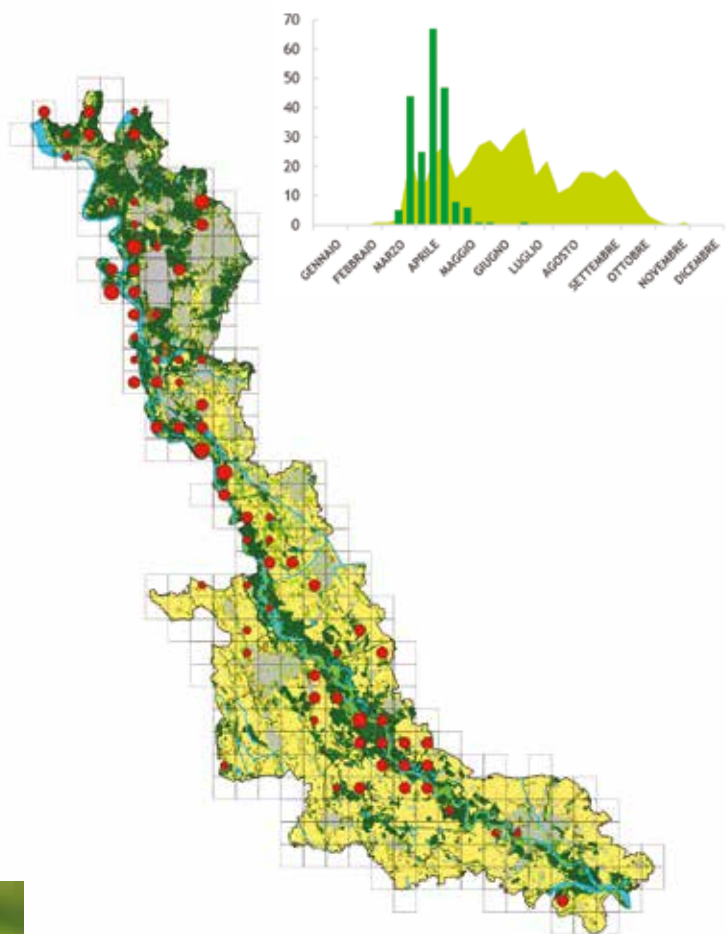 70
60
50
40
30
20
10
0
GENNAIO
FEBBRAIO
MARZO
APRILE
MAGGIO
GIUGNO
LUGLIO
AGOSTO
SETTEMBRE
OTTOBRE
NOVEMBRE
DICEMBRE